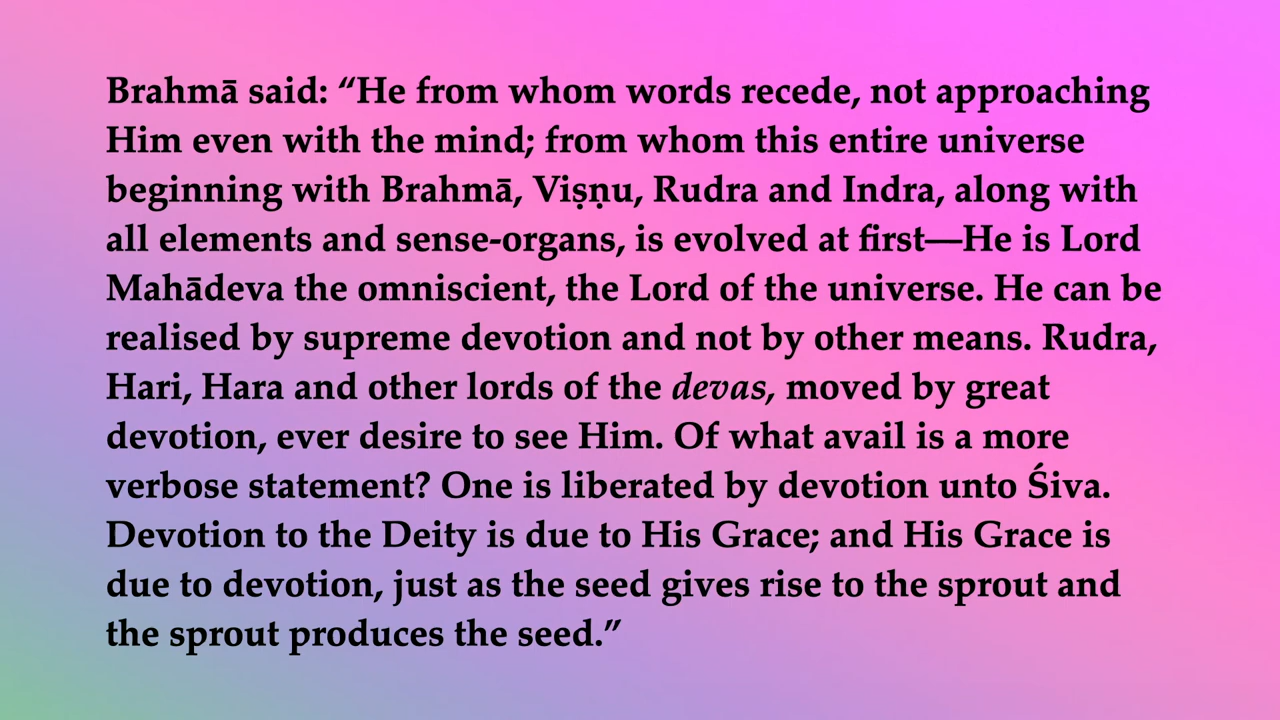 Brahmā said: “He from whom words recede, not approaching
Him even with the mind; from whom this entire universe
beginning with Brahmā, Viṣṇu, Rudra and Indra, along with
all elements and sense-organs, is evolved at first—He is Lord
Mahādeva the omniscient, the Lord of the universe. He can be
realised by supreme devotion and not by other means. Rudra,
Hari, Hara and other lords of the devas, moved by great
devotion, ever desire to see Him. Of what avail is a more
verbose statement? One is liberated by devotion unto Śiva.
Devotion to the Deity is due to His Grace; and His Grace is
due to devotion, just as the seed gives rise to the sprout and
the sprout produces the seed.”